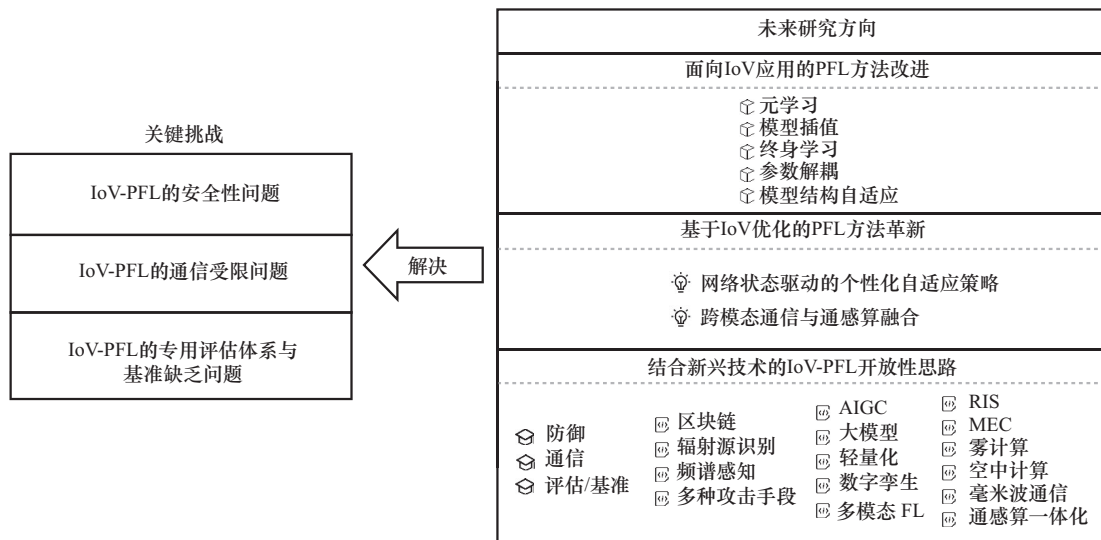 关键挑战
IoV-PFL的安全性问题
IoV-PFL的通信受限问题
IoV-PFL的专用评估体系与
基准缺乏问题
解决
未来研究方向
面向IoV应用的PFL方法改进
元学习
模型插值
终身学习
参数解耦
模型结构自适应
基于IoV优化的PFL方法革新
网络状态驱动的个性化自适应策略
跨模态通信与通感算融合
结合新兴技术的IoV-PFL开放性思路
防御
通信
评估/基准
区块链
辐射源识别
频谱感知
多种攻击手段
AIGC
大模型
轻量化
数字孪生
多模态 FL
RIS
MEC
雾计算
空中计算
毫米波通信
通感算一体化